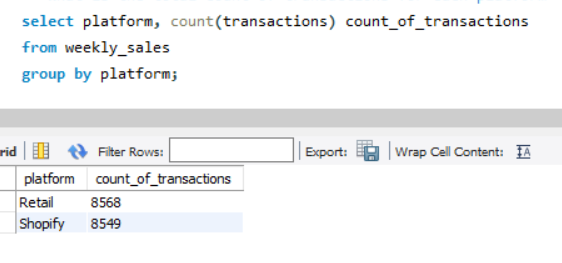 select platform, count(transactions) count_of_transactions
from weekly_sales
group by platform;
rid Filter Rows: Export: Wrap Cell Content:
platform count_of_transactions
Retail 8568
Shopify 8549